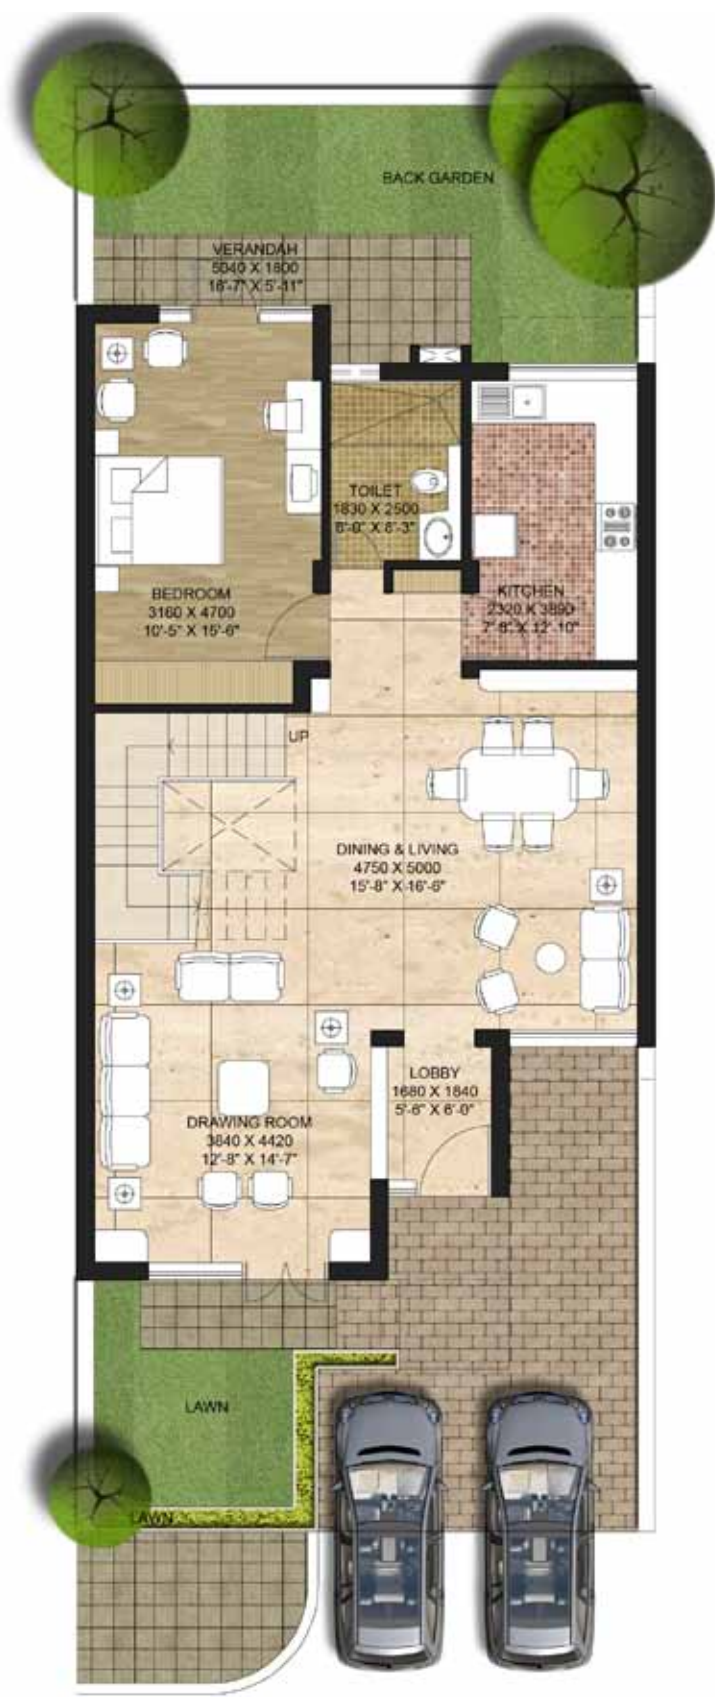 BACK GARDEN
VERANDAH
5040 X 1800
16'-7" X 5'-11"
TOILET
1830 X 2500
6'-0" X 8'-3"
BEDROOM
3160 X 4700
10'-5" X 15'-6"
KITCHEN
2320 X 3890
7'-8" X 12'-10"
UP
DINING & LIVING
4750 X 5000
15'-8" X 16'-6"
LOBBY
1680 X 1840
5'-6" X 6'-0"
DRAWING ROOM
3840 X 4420
12'-8" X 14'-7"
LAWN
LAWN